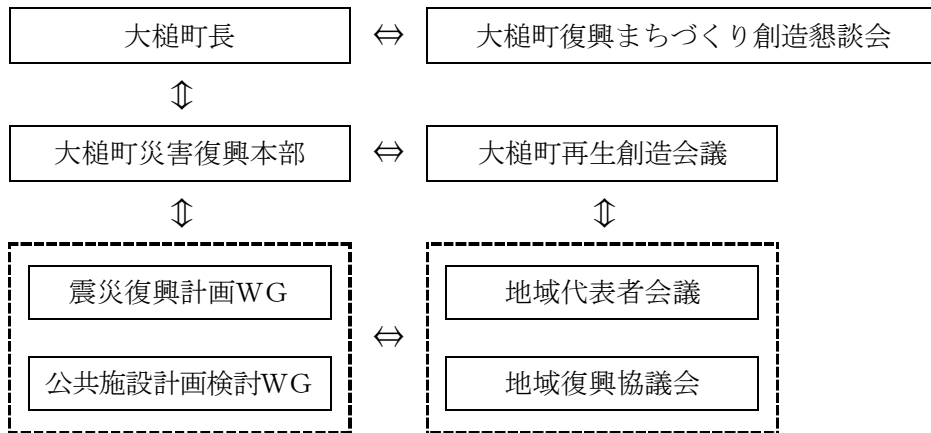 大槌町長 ⇔ 大槌町復興まちづくり創造懇談会
⇕
大槌町災害復興本部 ⇔ 大槌町再生創造会議
⇕ ⇕
震災復興計画ＷＧ 地域代表者会議
⇔
公共施設計画検討ＷＧ 地域復興協議会